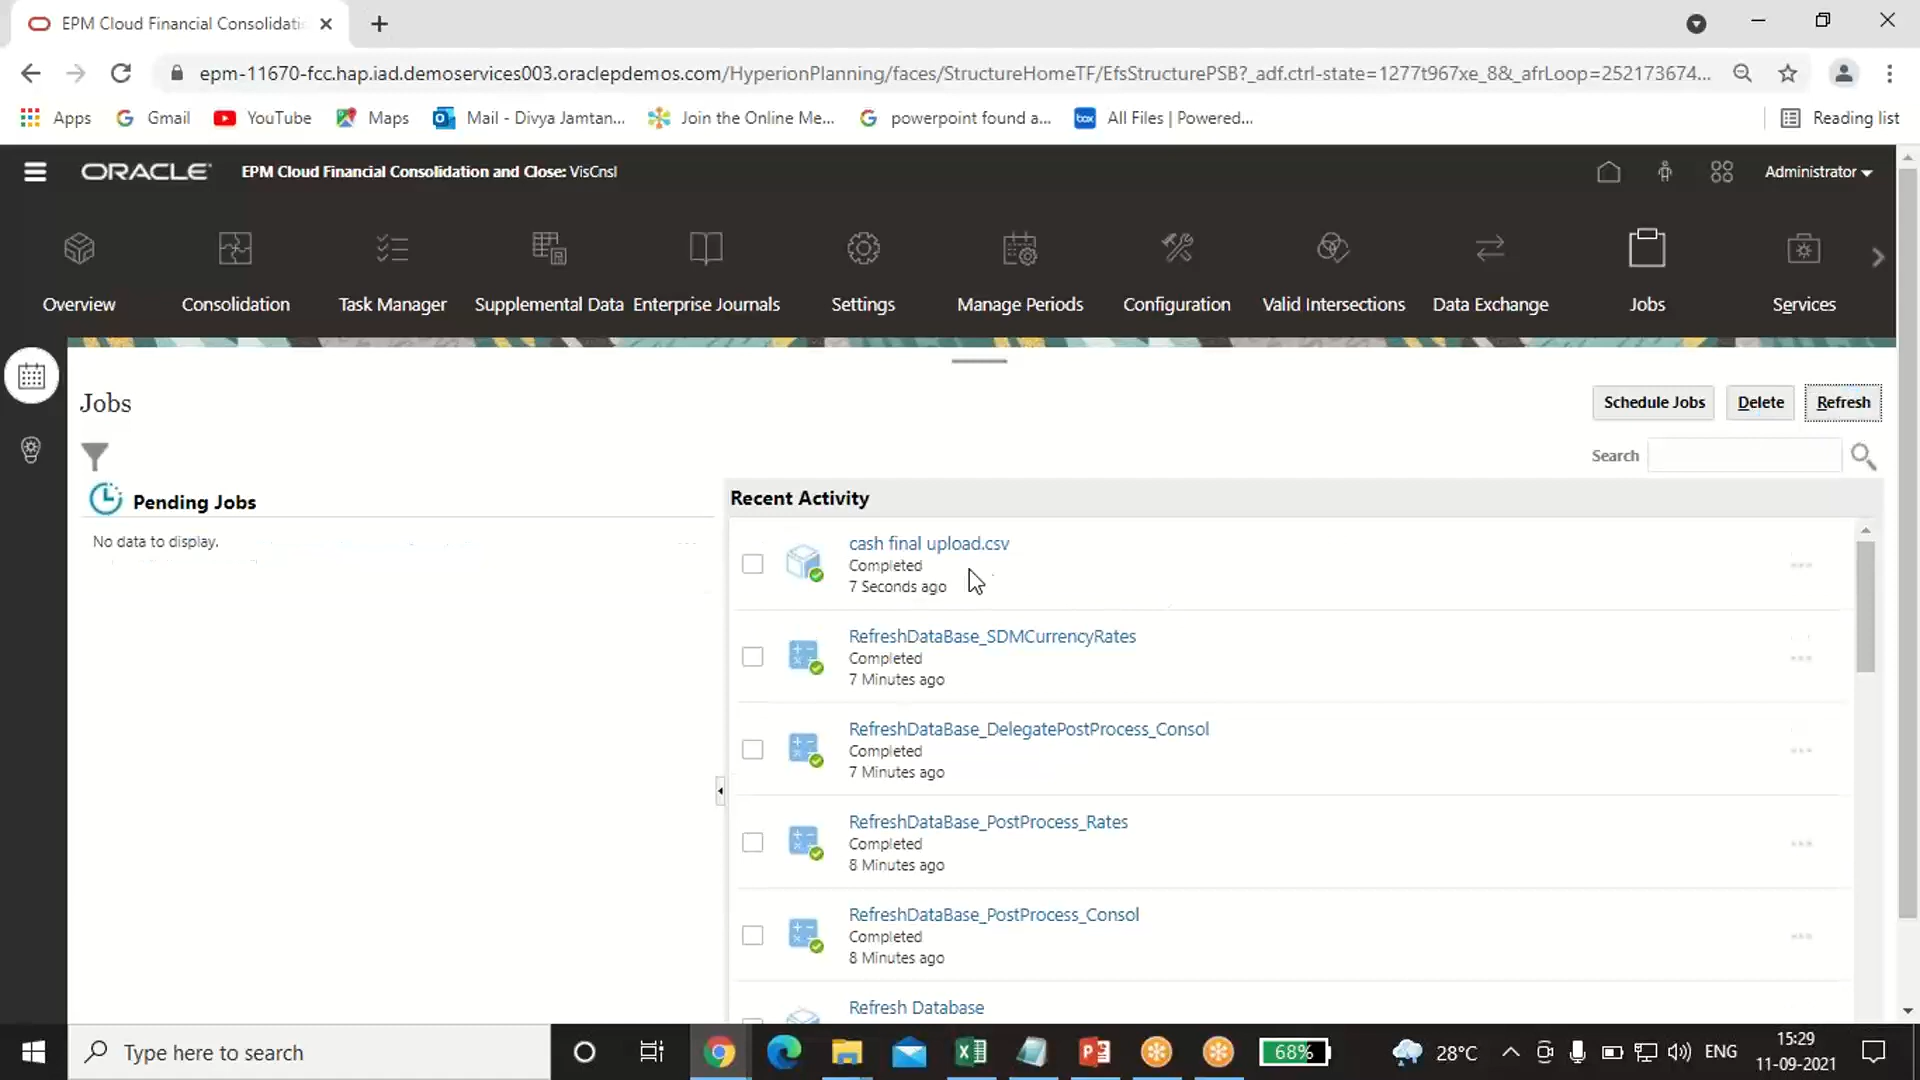 EPM Cloud Financial Consolidatio
epm-11670-fcc.hap.iad.demoservices003.oraclepdemos.com/HyperionPlanning/faces/StructureHomeTF/EfsStructurePSB?_adf.ctrl-state=1277t967xe_8&_afrLoop=252173674...
Apps Gmail YouTube Maps Mail - Divya Jamtan... Join the Online Me... powerpoint found a... All Files | Powered... Reading list
ORACLE EPM Cloud Financial Consolidation and Close: VisCnsl Administrator
Overview Consolidation Task Manager Supplemental Data Enterprise Journals Settings Manage Periods Configuration Valid Intersections Data Exchange Jobs Services
Jobs Schedule Jobs Delete Refresh
Search
Pending Jobs
No data to display.
Recent Activity
cash final upload.csv
Completed
7 Seconds ago
RefreshDataBase_SDMCurrencyRates
Completed
7 Minutes ago
RefreshDataBase_DelegatePostProcess_Consol
Completed
7 Minutes ago
RefreshDataBase_PostProcess_Rates
Completed
8 Minutes ago
RefreshDataBase_PostProcess_Consol
Completed
8 Minutes ago
Refresh Database
Type here to search 68% 28°C ENG 15:29
11-09-2021